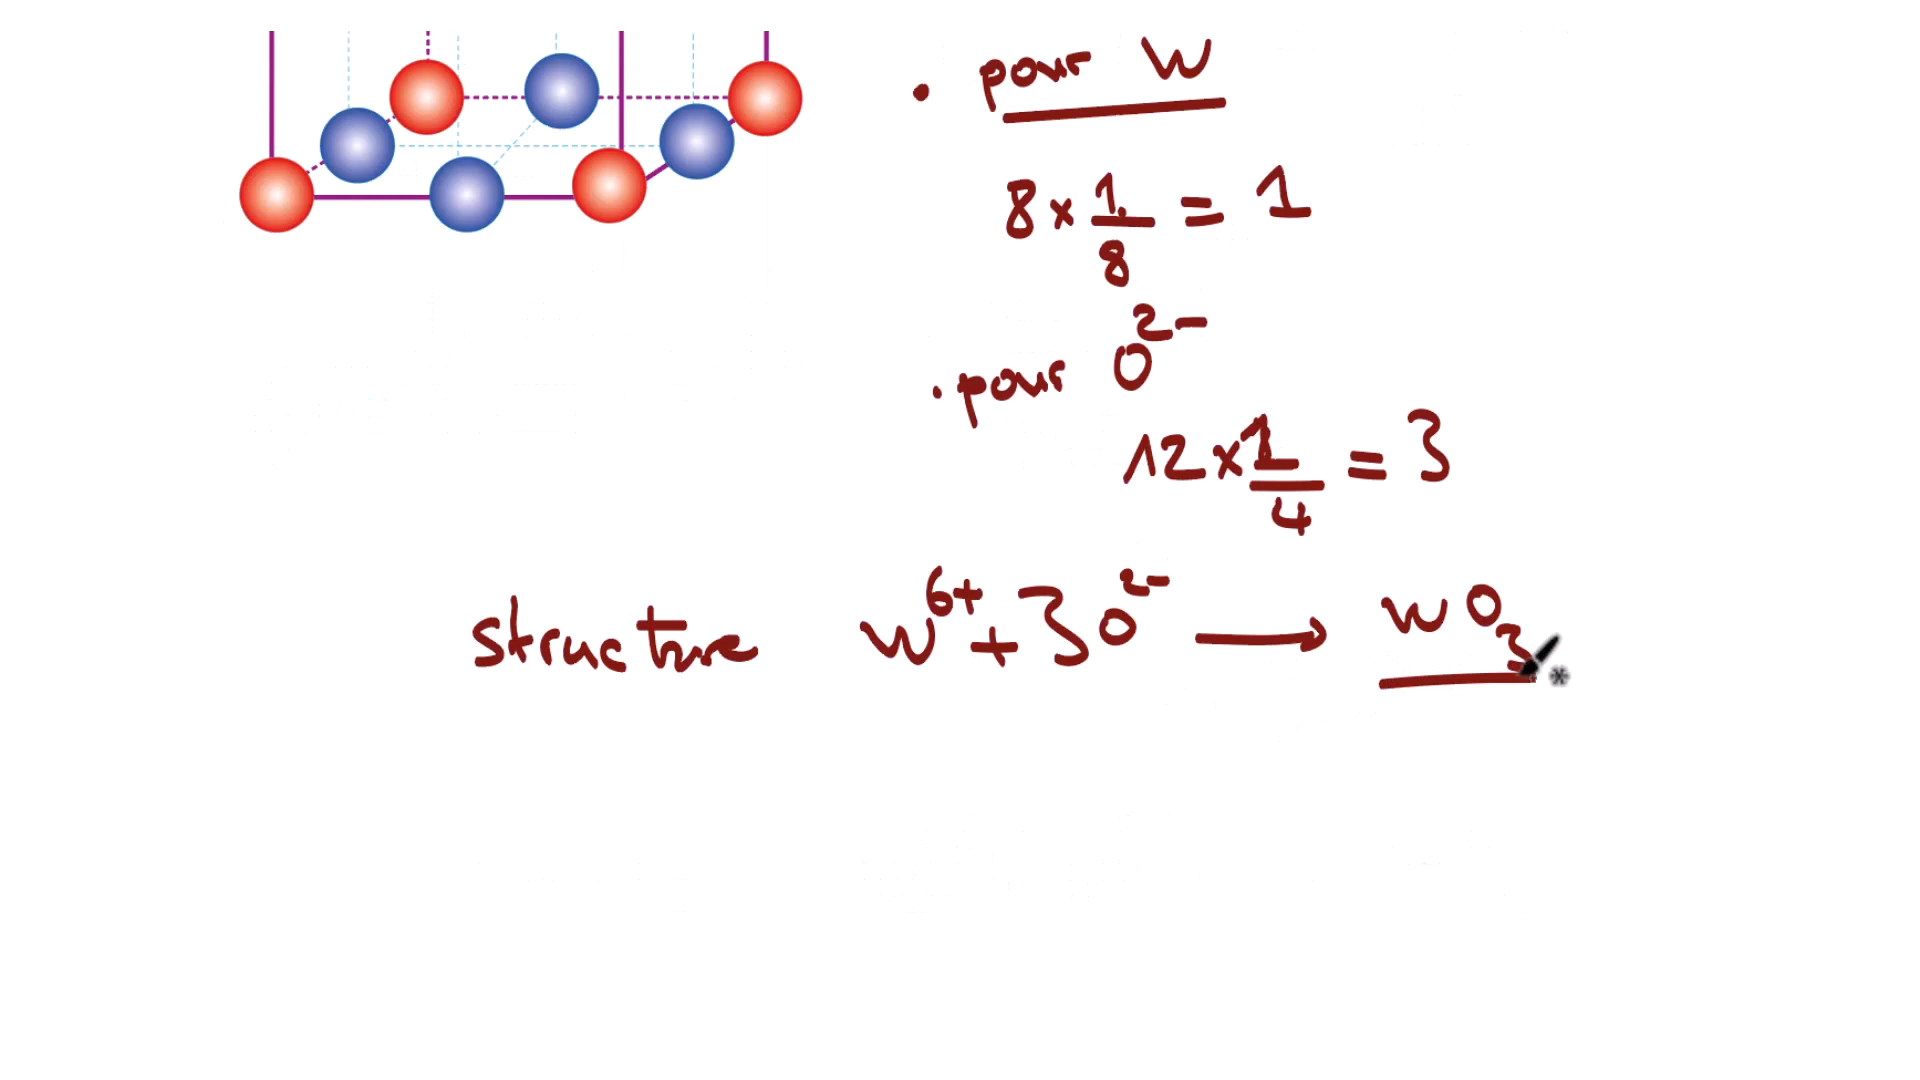 • pour W
8 × 1/8 = 1
• pour O²⁻
12 × 1/4 = 3
structure W⁶⁺ + 3O²⁻ → WO₃